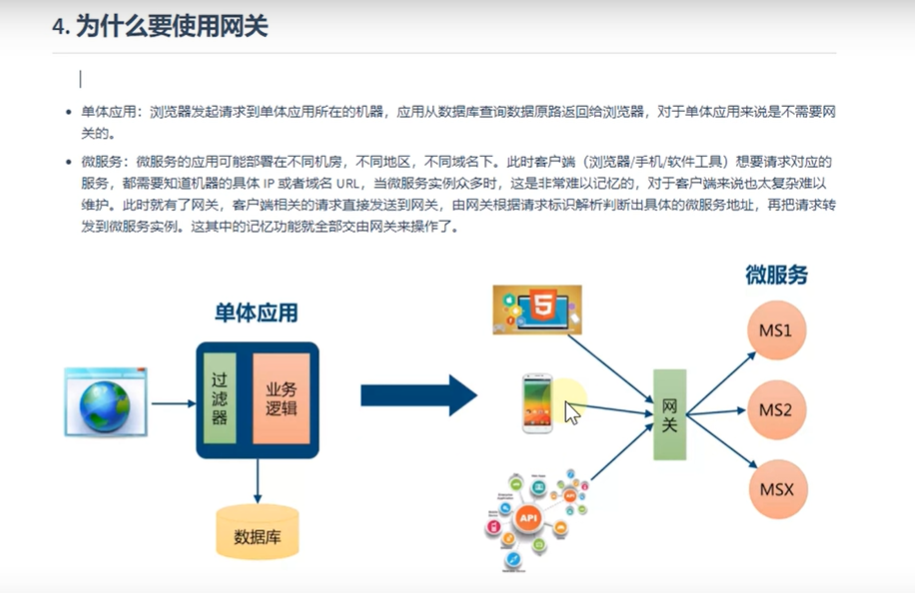 4. 为什么要使用网关
单体应用：浏览器发起请求到单体应用所在的机器，应用从数据库查询数据原路返回给浏览器，对于单体应用来说是不需要网
关的。
微服务：微服务的应用可能部署在不同机房，不同地区，不同域名下。此时客户端（浏览器/手机/软件工具）想要请求对应的
服务，都需要知道机器的具体 IP 或者域名 URL，当微服务实例众多时，这是非常难以记忆的，对于客户端来说也太复杂难以
维护。此时就有了网关，客户端相关的请求直接发送到网关，由网关根据请求标识解析判断出具体的微服务地址，再把请求转
发到微服务实例。这其中的记忆功能就全部交由网关来操作了。
单体应用
过滤器
业务
逻辑
数据库
5
API
API
网关
微服务
MS1
MS2
MSX